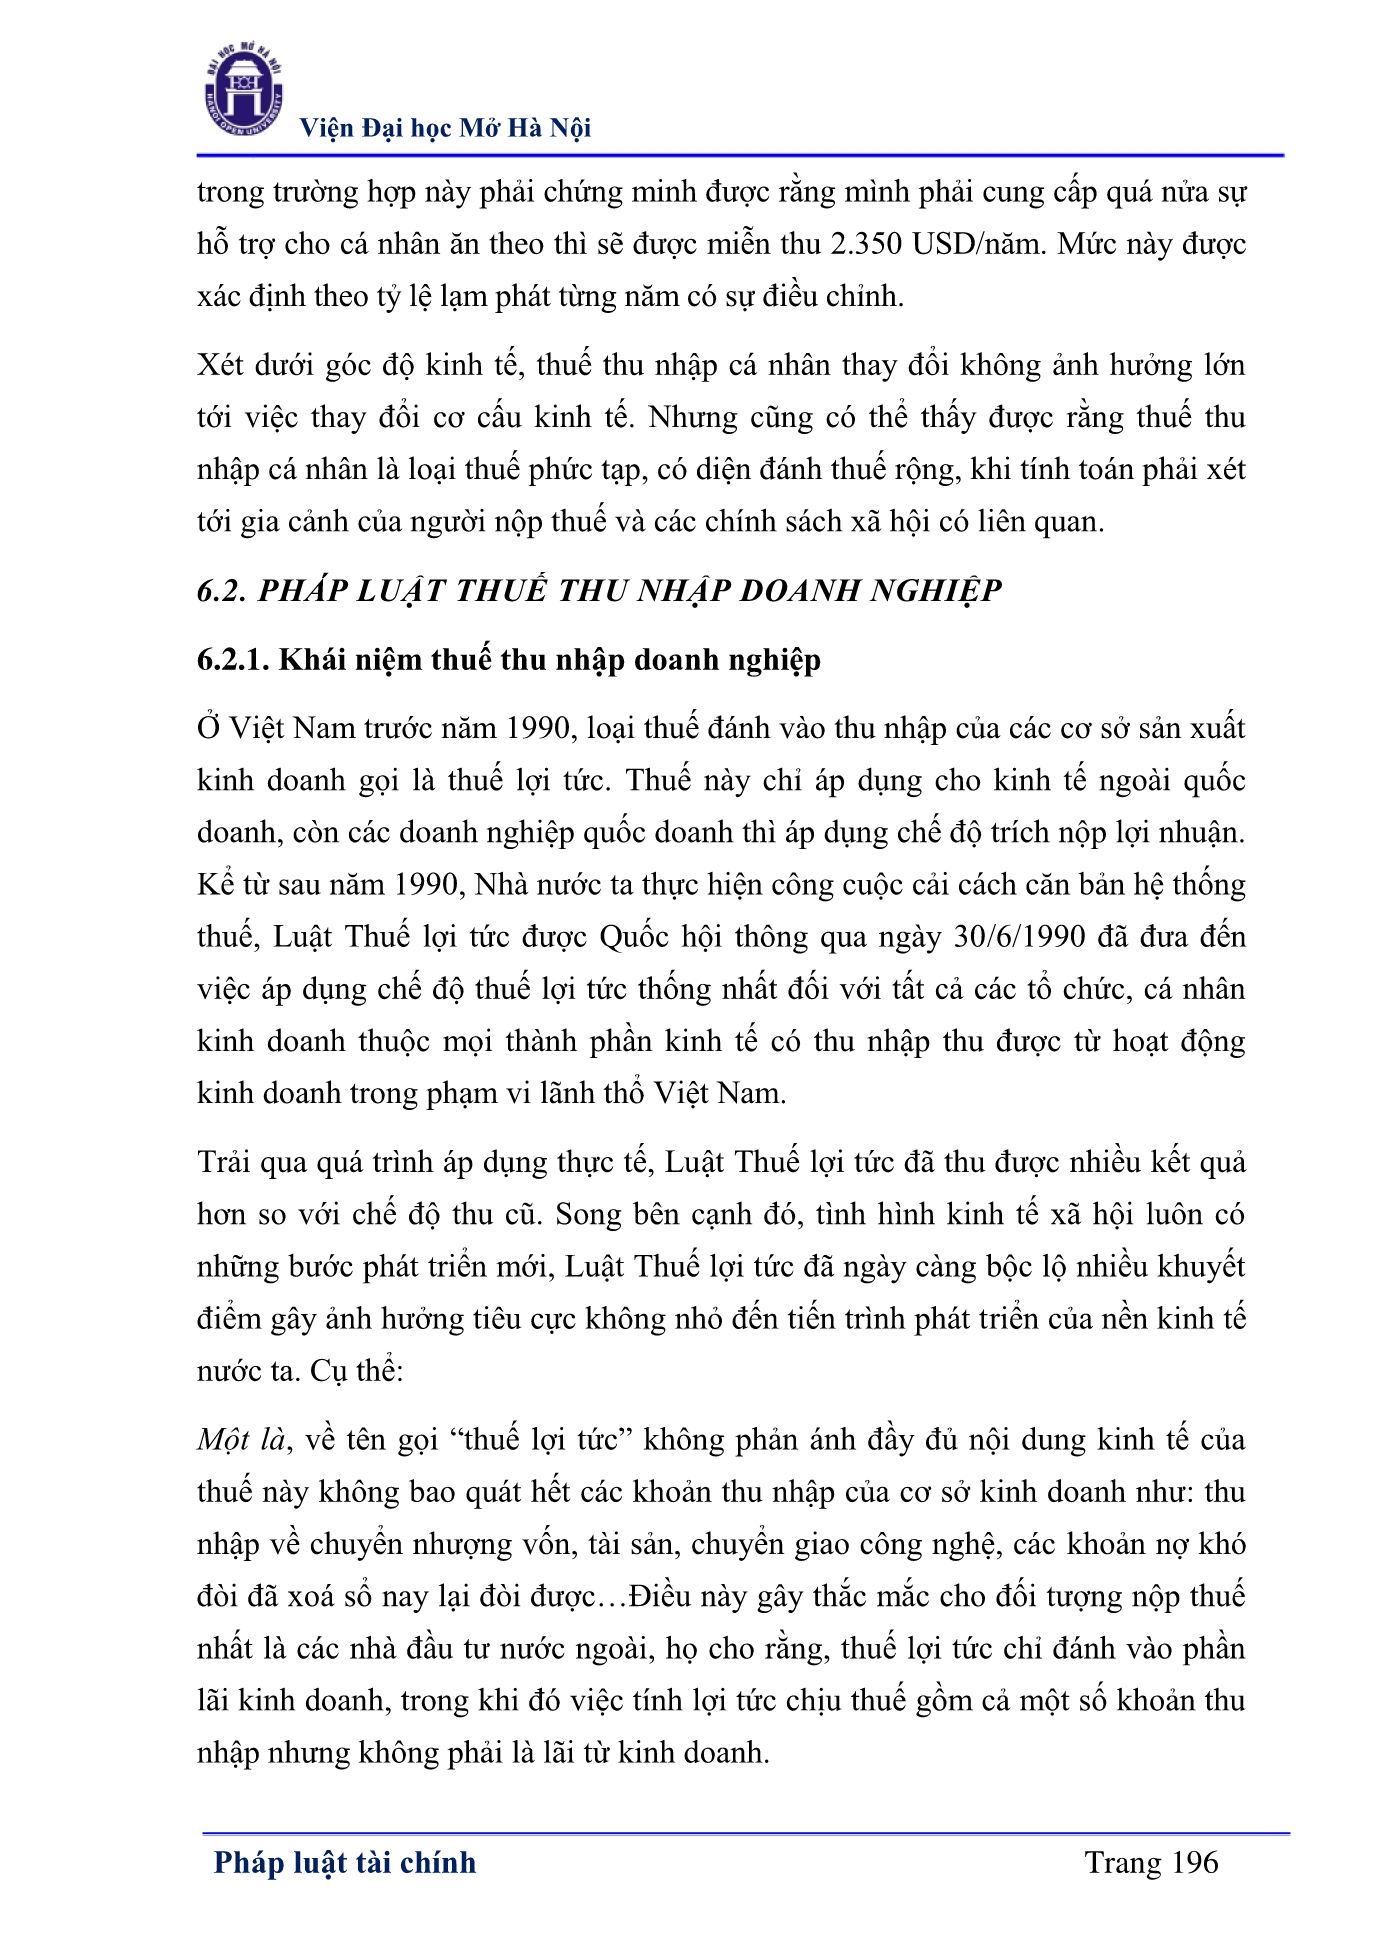 ĐẠI HỌC MỞ HÀ NỘI
HANOI OPEN UNIVERSITY
Viện Đại học Mở Hà Nội
trong trường hợp này phải chứng minh được rằng mình phải cung cấp quá nửa sự
hỗ trợ cho cá nhân ăn theo thì sẽ được miễn thu 2.350 USD/năm. Mức này được
xác định theo tỷ lệ lạm phát từng năm có sự điều chỉnh.
Xét dưới góc độ kinh tế, thuế thu nhập cá nhân thay đổi không ảnh hưởng lớn
tới việc thay đổi cơ cấu kinh tế. Nhưng cũng có thể thấy được rằng thuế thu
nhập cá nhân là loại thuế phức tạp, có diện đánh thuế rộng, khi tính toán phải xét
tới gia cảnh của người nộp thuế và các chính sách xã hội có liên quan.
6.2. PHÁP LUẬT THUẾ THU NHẬP DOANH NGHIỆP
6.2.1. Khái niệm thuế thu nhập doanh nghiệp
Ở Việt Nam trước năm 1990, loại thuế đánh vào thu nhập của các cơ sở sản xuất
kinh doanh gọi là thuế lợi tức. Thuế này chỉ áp dụng cho kinh tế ngoài quốc
doanh, còn các doanh nghiệp quốc doanh thì áp dụng chế độ trích nộp lợi nhuận.
Kể từ sau năm 1990, Nhà nước ta thực hiện công cuộc cải cách căn bản hệ thống
thuế, Luật Thuế lợi tức được Quốc hội thông qua ngày 30/6/1990 đã đưa đến
việc áp dụng chế độ thuế lợi tức thống nhất đối với tất cả các tổ chức, cá nhân
kinh doanh thuộc mọi thành phần kinh tế có thu nhập thu được từ hoạt động
kinh doanh trong phạm vi lãnh thổ Việt Nam.
Trải qua quá trình áp dụng thực tế, Luật Thuế lợi tức đã thu được nhiều kết quả
hơn so với chế độ thu cũ. Song bên cạnh đó, tình hình kinh tế xã hội luôn có
những bước phát triển mới, Luật Thuế lợi tức đã ngày càng bộc lộ nhiều khuyết
điểm gây ảnh hưởng tiêu cực không nhỏ đến tiến trình phát triển của nền kinh tế
nước ta. Cụ thể:
Một là, về tên gọi “thuế lợi tức” không phản ánh đầy đủ nội dung kinh tế của
thuế này không bao quát hết các khoản thu nhập của cơ sở kinh doanh như: thu
nhập về chuyển nhượng vốn, tài sản, chuyển giao công nghệ, các khoản nợ khó
đòi đã xoá sổ nay lại đòi được…Điều này gây thắc mắc cho đối tượng nộp thuế
nhất là các nhà đầu tư nước ngoài, họ cho rằng, thuế lợi tức chỉ đánh vào phần
lãi kinh doanh, trong khi đó việc tính lợi tức chịu thuế gồm cả một số khoản thu
nhập nhưng không phải là lãi từ kinh doanh.
Pháp luật tài chính
Trang 196